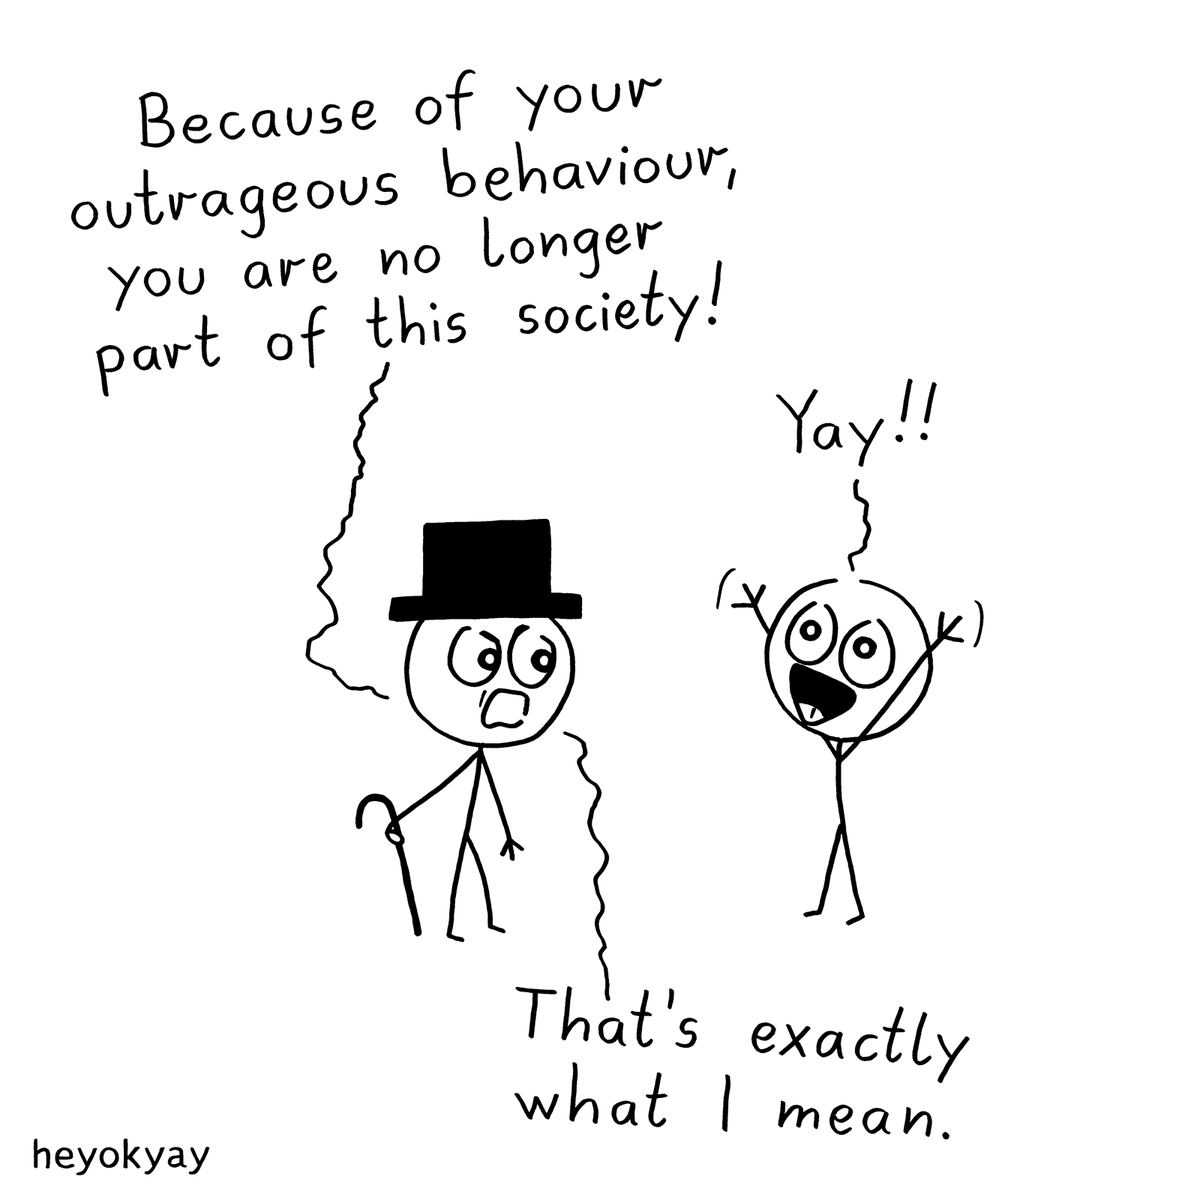 Because of your
outrageous behaviour,
you are no longer
part of this society!
Yay!!
That's exactly
what I mean.
heyokyay